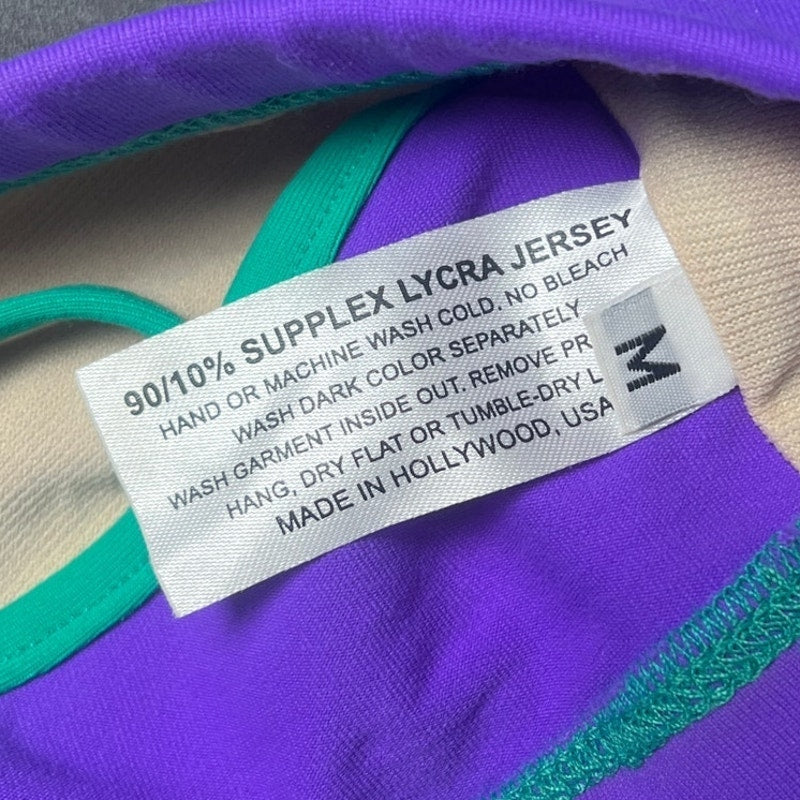 90/10% SUPPLEX LYCRA JERSEY
HAND OR MACHINE WASH COLD. NO BLEACH
WASH DARK COLOR SEPARATELY
WASH GARMENT INSIDE OUT. REMOVE
HANG, DRY FLAT OR TUMBLE-DRY
MADE IN HOLLYWOOD, USA
M